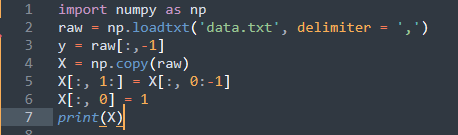 1 import numpy as np
2 raw = np.loadtxt('data.txt', delimiter = ',')
3 y = raw[:,-1]
4 X = np.copy(raw)
5 X[:, 1:] = X[:, 0:-1]
6 X[:, 0] = 1
7 print(X)
8